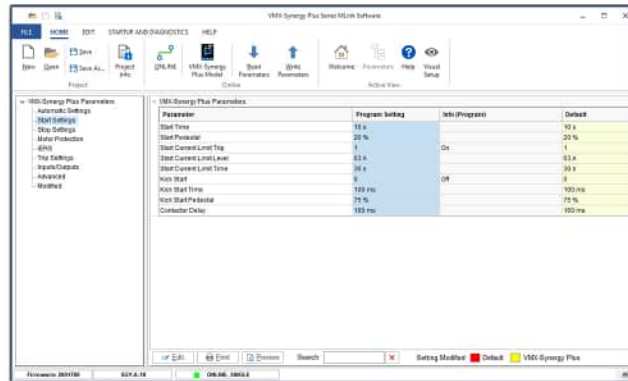 VMX-Synergy Plus Series MLink Software
FILE HOME EDIT STARTUP AND DIAGNOSTICS HELP
New Open Save Save As... Project Info ONLINE VMX-Synergy Plus Model Read Parameters Write Parameters Welcome Parameters Help Visual Setup
Project Online Active View
VMX-Synergy Plus Parameters
Automatic Settings
Start Settings
Stop Settings
Motor Protection
iERS
Trip Settings
Inputs/Outputs
Advanced
Modified
VMX-Synergy Plus Parameters
Parameter Program Setting Info (Program) Default
Start Time 10 s 10 s
Start Pedestal 20 % 20 %
Start Current Limit Trip 1 On 1
Start Current Limit Level 63 A 63 A
Start Current Limit Time 30 s 30 s
Kick Start 0 Off 0
Kick Start Time 100 ms 100 ms
Kick Start Pedestal 75 % 75 %
Contactor Delay 160 ms 160 ms
Edit Print Preview Search: Setting Modified Default VMX-Synergy Plus
ONLINE, SINGLE